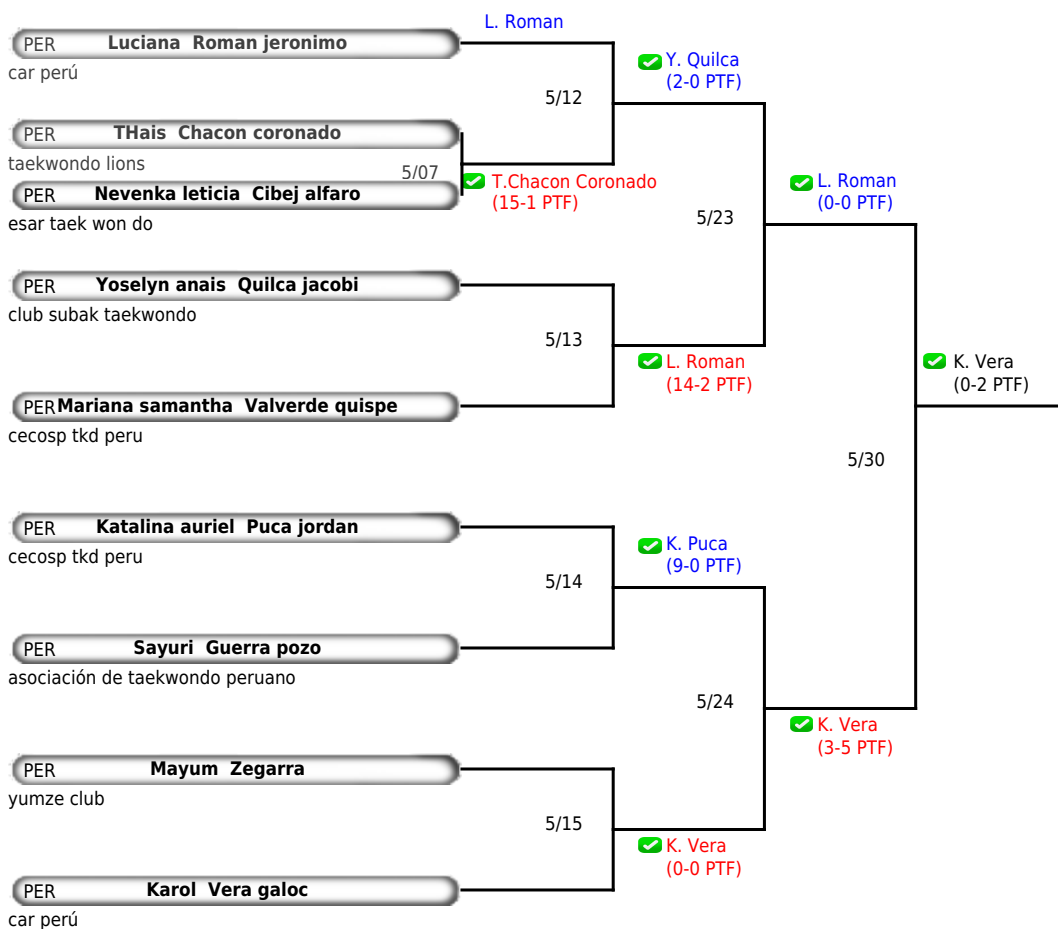 L. Roman
PER Luciana Roman jeronimo
car perú
Y. Quilca
(2-0 PTF)
5/12
PER THais Chacon coronado
taekwondo lions
5/07
T.Chacon Coronado
(15-1 PTF)
PER Nevenka leticia Cibej alfaro
esar taek won do
L. Roman
(0-0 PTF)
5/23
PER Yoselyn anais Quilca jacobi
club subak taekwondo
5/13
L. Roman
(14-2 PTF)
K. Vera
(0-2 PTF)
PER Mariana samantha Valverde quispe
cecosp tkd peru
5/30
PER Katalina auriel Puca jordan
cecosp tkd peru
K. Puca
(9-0 PTF)
5/14
PER Sayuri Guerra pozo
asociación de taekwondo peruano
5/24
K. Vera
(3-5 PTF)
PER Mayum Zegarra
yumze club
5/15
K. Vera
(0-0 PTF)
PER Karol Vera galoc
car perú